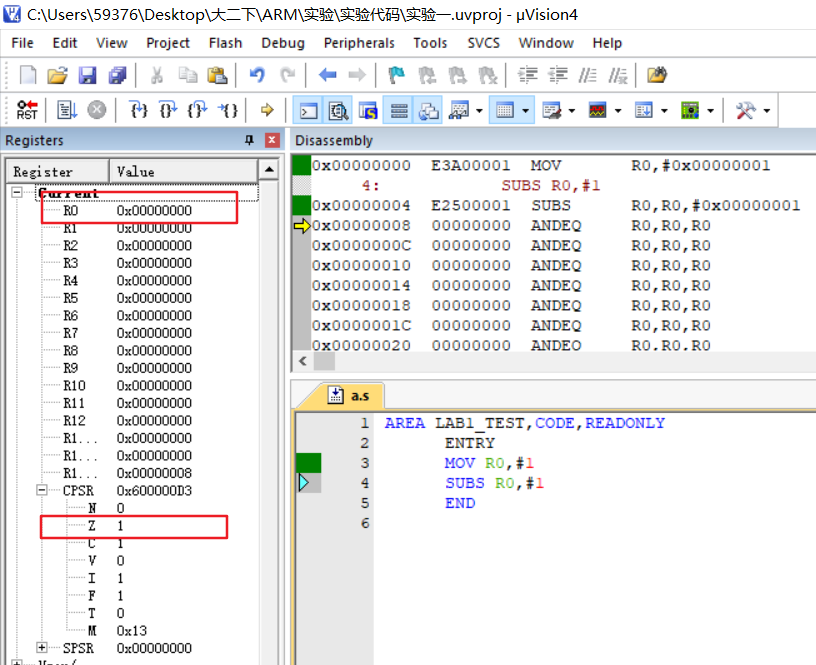 C:\Users\59376\Desktop\大二下\ARM\实验\实验代码\实验一.uvproj - µVision4
File Edit View Project Flash Debug Peripherals Tools SVCS Window Help
RST
Registers
Register Value
Current
R0 0x00000000
R1 0x00000000
R2 0x00000000
R3 0x00000000
R4 0x00000000
R5 0x00000000
R6 0x00000000
R7 0x00000000
R8 0x00000000
R9 0x00000000
R10 0x00000000
R11 0x00000000
R12 0x00000000
R1... 0x00000000
R1... 0x00000000
R1... 0x00000008
CPSR 0x600000D3
N 0
Z 1
C 1
V 0
I 1
F 1
T 0
M 0x13
SPSR 0x00000000
User/
Disassembly
0x00000000 E3A00001 MOV R0,#0x00000001
4: SUBS R0,#1
0x00000004 E2500001 SUBS R0,R0,#0x00000001
0x00000008 00000000 ANDEQ R0,R0,R0
0x0000000C 00000000 ANDEQ R0,R0,R0
0x00000010 00000000 ANDEQ R0,R0,R0
0x00000014 00000000 ANDEQ R0,R0,R0
0x00000018 00000000 ANDEQ R0,R0,R0
0x0000001C 00000000 ANDEQ R0,R0,R0
0x00000020 00000000 ANDEQ R0,R0,R0
a.s
1 AREA LAB1_TEST,CODE,READONLY
2 ENTRY
3 MOV R0,#1
4 SUBS R0,#1
5 END
6